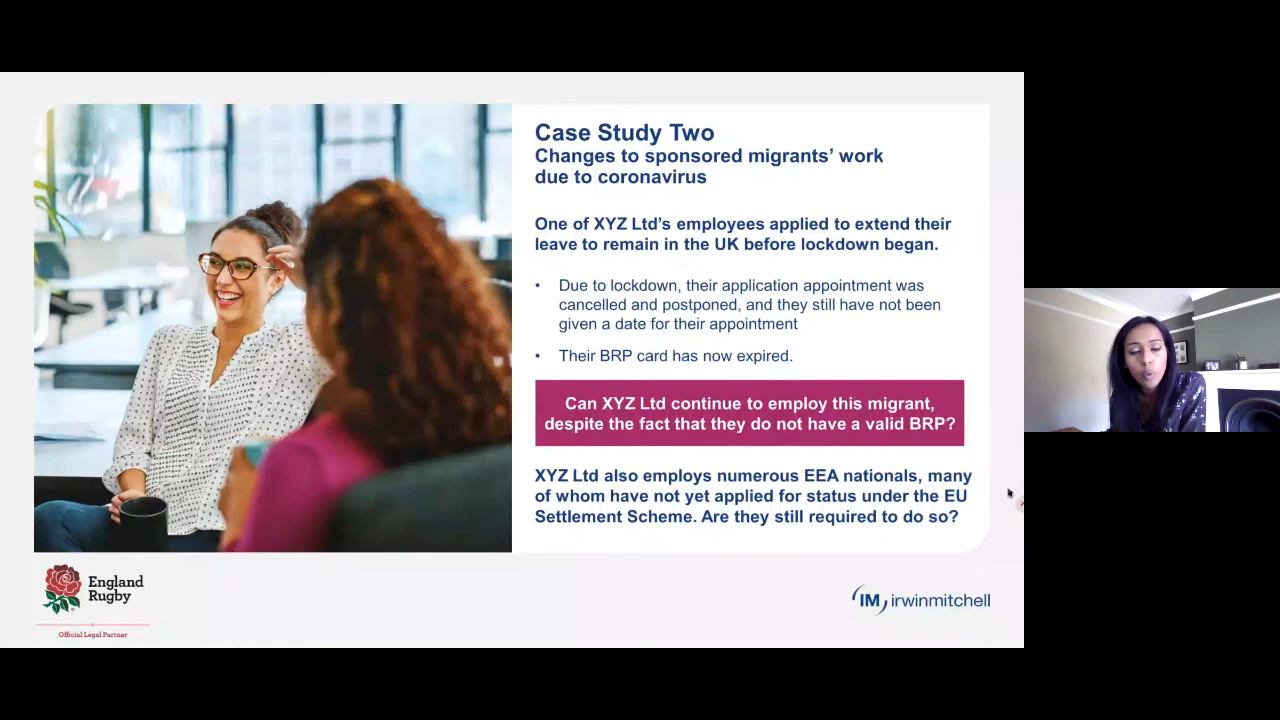 Case Study Two
Changes to sponsored migrants’ work
due to coronavirus
One of XYZ Ltd’s employees applied to extend their
leave to remain in the UK before lockdown began.
• Due to lockdown, their application appointment was
cancelled and postponed, and they still have not been
given a date for their appointment
• Their BRP card has now expired.
Can XYZ Ltd continue to employ this migrant,
despite the fact that they do not have a valid BRP?
XYZ Ltd also employs numerous EEA nationals, many
of whom have not yet applied for status under the EU
Settlement Scheme. Are they still required to do so?
England
Rugby
Official Legal Partner
IM irwinmitchell